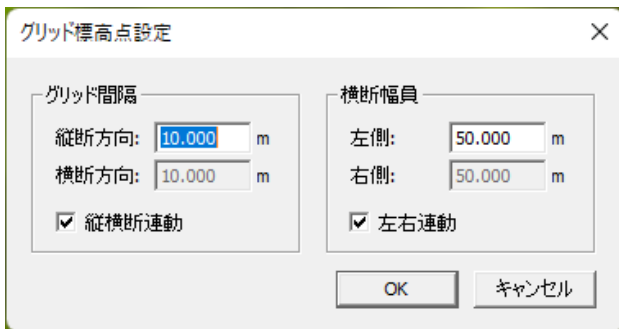 グリッド標高点設定
グリッド間隔
縦断方向: 10.000 m
横断方向: 10.000 m
縦横断連動
横断幅員
左側: 50.000 m
右側: 50.000 m
左右連動
OK
キャンセル